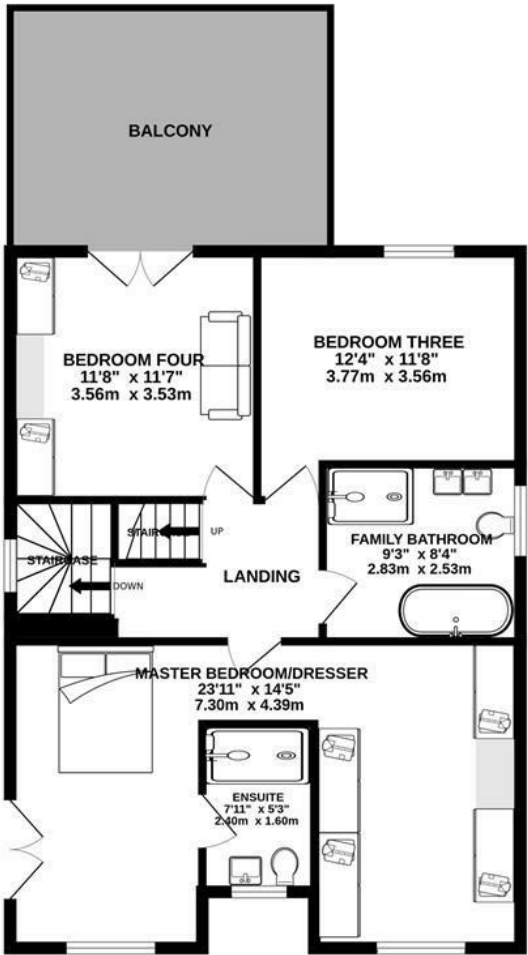 BALCONY
BEDROOM FOUR
11'8" x 11'7"
3.56m x 3.53m
BEDROOM THREE
12'4" x 11'8"
3.77m x 3.56m
STAIRCASE
UP
FAMILY BATHROOM
9'3" x 8'4"
2.83m x 2.53m
STAIRCASE
DOWN
LANDING
MASTER BEDROOM/DRESSER
23'11" x 14'5"
7.30m x 4.39m
ENSUITE
7'11" x 5'3"
2.40m x 1.60m